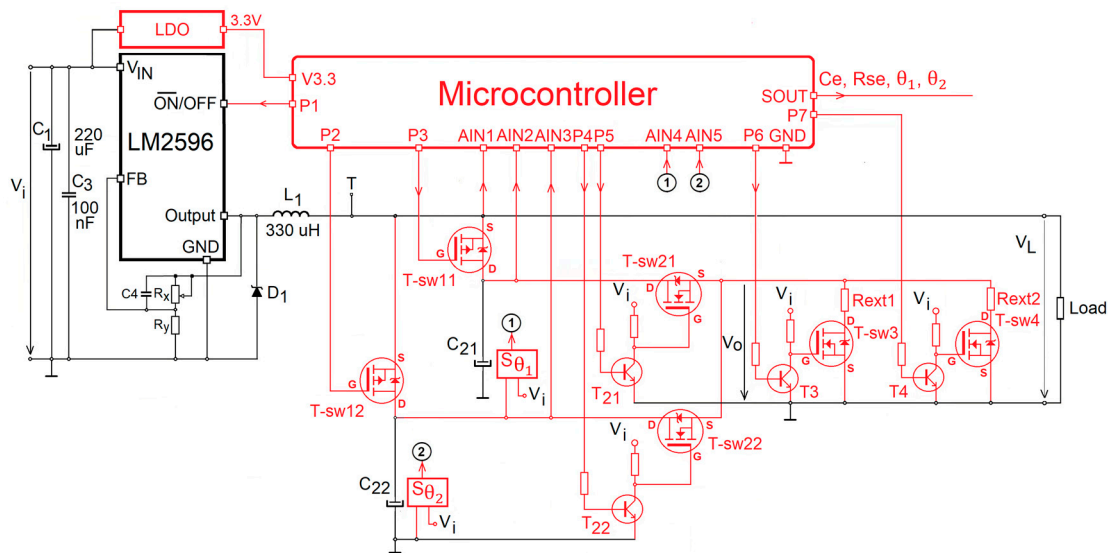 LDO
3.3V
VIN
ON/OFF
LM2596
FB
Output
GND
C1
220
uF
C3
100
nF
Vi
C4
Rx
Ry
D1
L1
330 uH
T
Microcontroller
V3.3
P1
P2
P3
AIN1
AIN2
AIN3
P4
P5
AIN4
AIN5
P6
GND
SOUT
P7
Ce, Rse, θ1, θ2
1
2
S
G
D
T-sw11
T-sw21
D
S
G
Vi
T21
C21
1
Sθ1
Vi
S
G
D
T-sw12
C22
2
Sθ2
Vi
D
S
G
T-sw22
Vi
T22
Vo
Vi
T3
Rext1
D
T-sw3
G
S
Vi
T4
Rext2
D
T-sw4
G
S
VL
Load